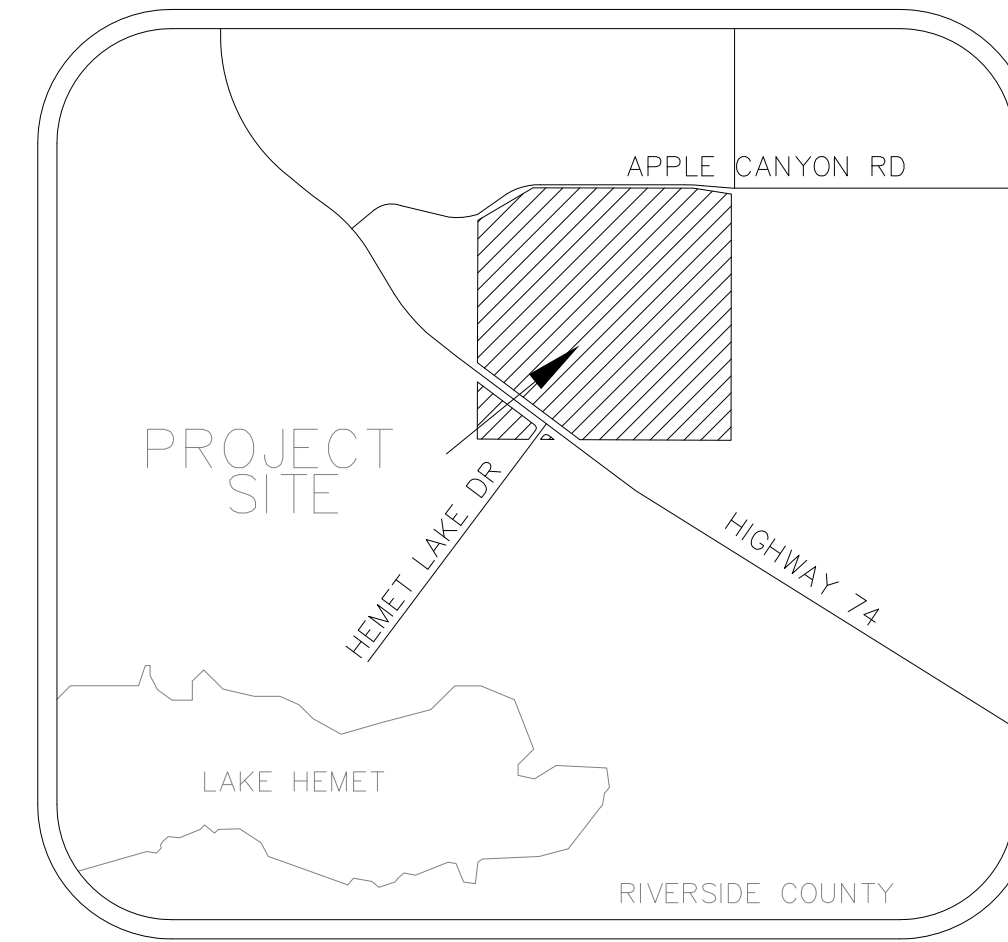 APPLE CANYON RD
PROJECT
SITE
HEMET LAKE DR
HIGHWAY 74
LAKE HEMET
RIVERSIDE COUNTY